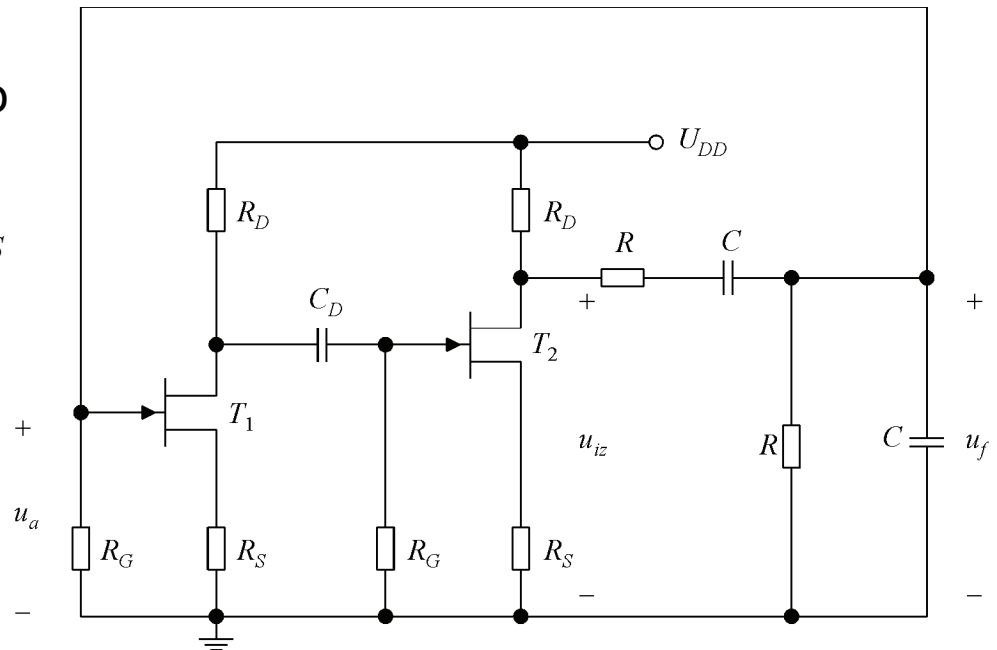 o
S
U_DD
R_D
R_D
R
C
C_D
T_2
+
+
T_1
+
u_iz
R
C
u_f
u_a
R_G
R_S
R_G
R_S
−
−
−